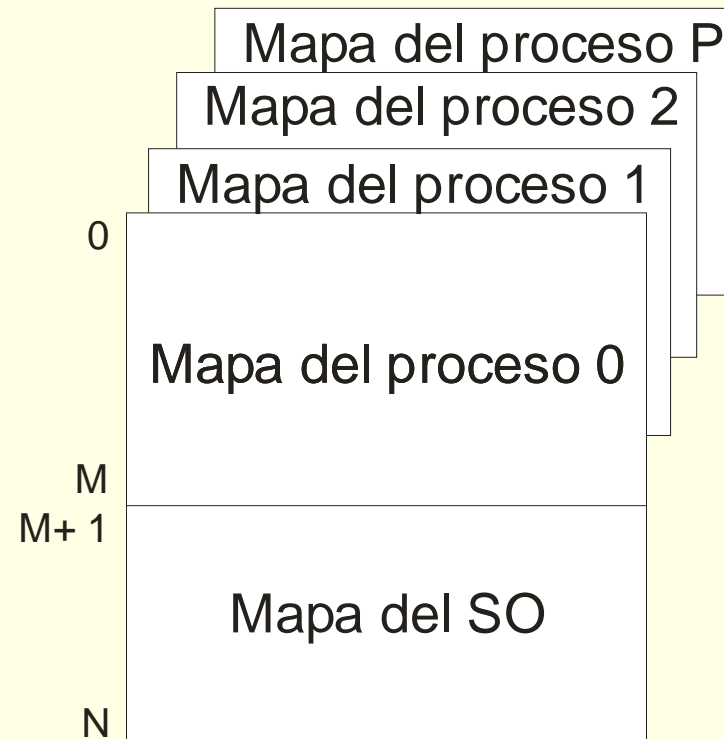 Mapa del proceso P
Mapa del proceso 2
Mapa del proceso 1
0
Mapa del proceso 0
M
M+ 1
Mapa del SO
N